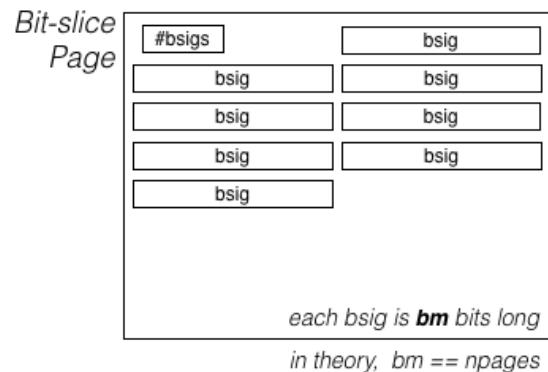 Bit-slice
Page
#bsigs bsig
bsig bsig
bsig bsig
bsig bsig
bsig
each bsig is bm bits long
in theory, bm == npages